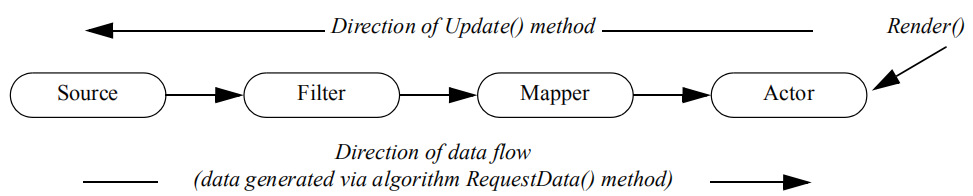 Direction of Update() method
Render()
Source
Filter
Mapper
Actor
Direction of data flow
(data generated via algorithm RequestData() method)